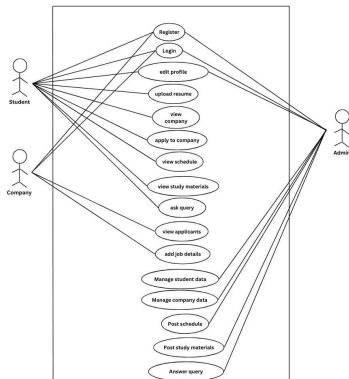 Register
Login
edit profile
upload resume
view
company
apply to company
view schedule
view study materials
ask query
view applicants
add job details
Manage student data
Manage company data
Post schedule
Post study materials
Answer query
Student
Company
Admin